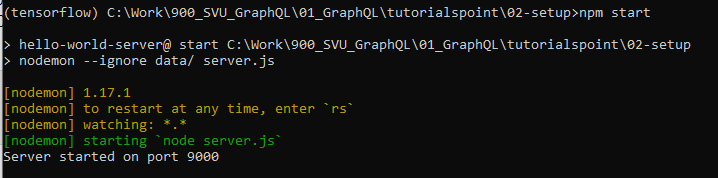 (tensorflow) C:\Work\900_SVU_GraphQL\01_GraphQL\tutorialspoint\02-setup>npm start
> hello-world-server@ start C:\Work\900_SVU_GraphQL\01_GraphQL\tutorialspoint\02-setup
> nodemon --ignore data/ server.js
[nodemon] 1.17.1
[nodemon] to restart at any time, enter `rs`
[nodemon] watching: *.*
[nodemon] starting `node server.js`
Server started on port 9000